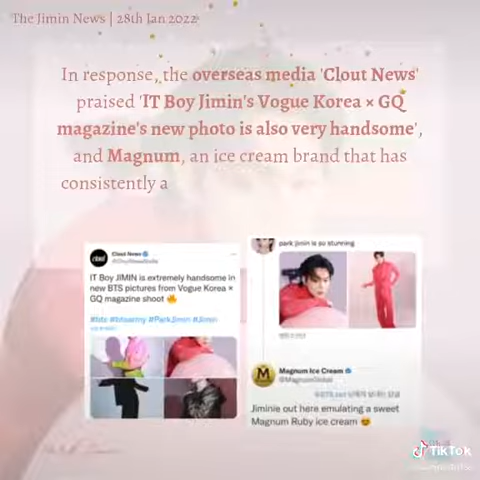 The Jimin News | 28th Jan 2022
In response, the overseas media 'Clout News'
praised 'IT Boy Jimin's Vogue Korea × GQ
magazine's new photo is also very handsome',
and Magnum, an ice cream brand that has
consistently a
Clout News
IT Boy JIMIN is extremely handsome in
new BTS pictures from Vogue Korea ×
GQ magazine shoot 🔥
#bts #btsarmy #ParkJimin #Jimin
park jimin is so stunning
Magnum Ice Cream
@MagnumGlobal
Jiminie out here emulating a sweet
Magnum Ruby ice cream 😍
TikTok